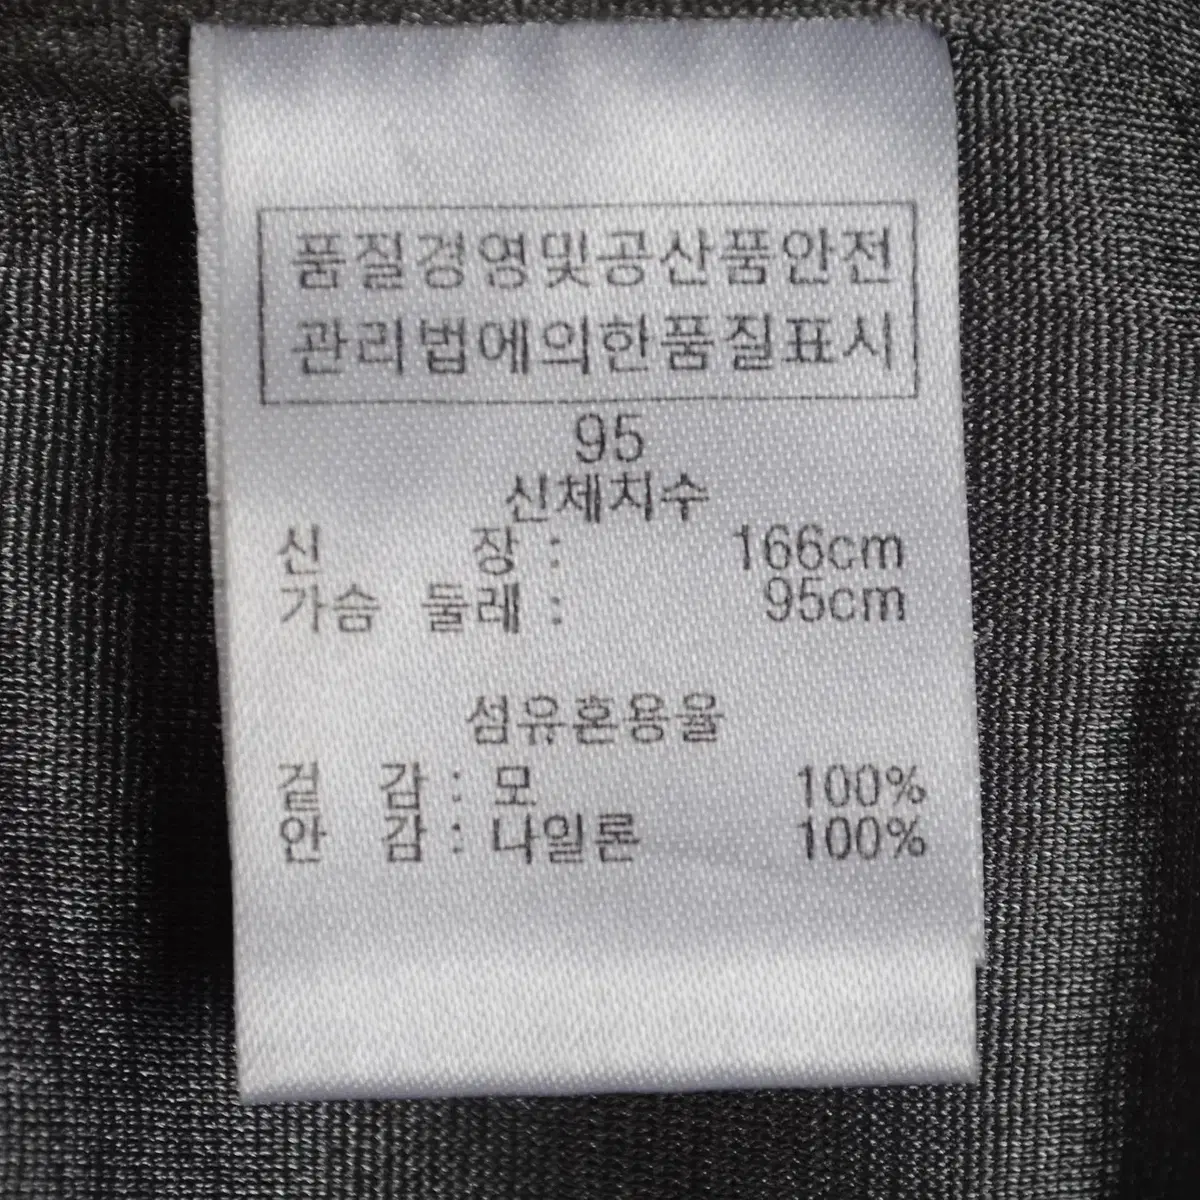 품질경영및공산품안전
관리법에의한품질표시
95
신체치수
신 장 : 166cm
가슴 둘레 : 95cm
섬유혼용율
겉 감 : 모 100%
안 감 : 나일론 100%